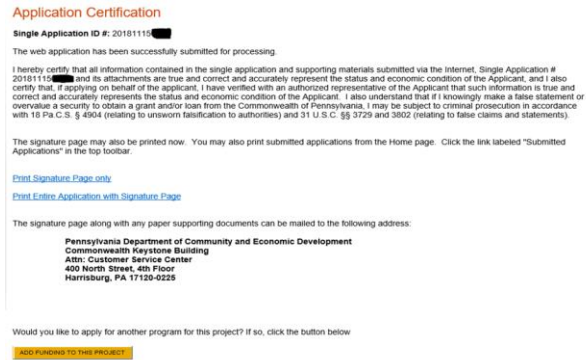 Application Certification
Single Application ID #: 20181115
The web application has been successfully submitted for processing.
I hereby certify that all information contained in the single application and supporting materials submitted via the Internet, Single Application #
20181115 and its attachments are true and correct and accurately represent the status and economic condition of the Applicant, and I also
certify that, if applying on behalf of the applicant, I have verified with an authorized representative of the Applicant that such information is true and
correct and accurately represents the status and economic condition of the Applicant. I also understand that if I knowingly make a false statement or
overvalue a security to obtain a grant and/or loan from the Commonwealth of Pennsylvania, I may be subject to criminal prosecution in accordance
with 18 Pa.C.S. § 4904 (relating to unsworn falsification to authorities) and 31 U.S.C. §§ 3729 and 3802 (relating to false claims and statements).
The signature page may also be printed now. You may also print submitted applications from the Home page. Click the link labeled "Submitted
Applications" in the top toolbar.
Print Signature Page only
Print Entire Application with Signature Page
The signature page along with any paper supporting documents can be mailed to the following address:
Pennsylvania Department of Community and Economic Development
Commonwealth Keystone Building
Attn: Customer Service Center
400 North Street, 4th Floor
Harrisburg, PA 17120-0225
Would you like to apply for another program for this project? If so, click the button below
ADD FUNDING TO THIS PROJECT